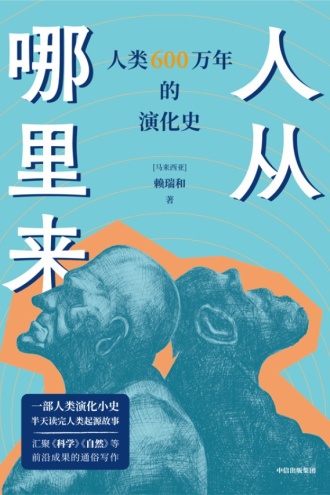 人从
哪里来
人类600万年
的
演化史
[马来西亚]
赖瑞和
著
一部人类演化小史
半天读完人类起源故事
汇聚《科学》《自然》等
前沿成果的通俗写作
中信出版集团